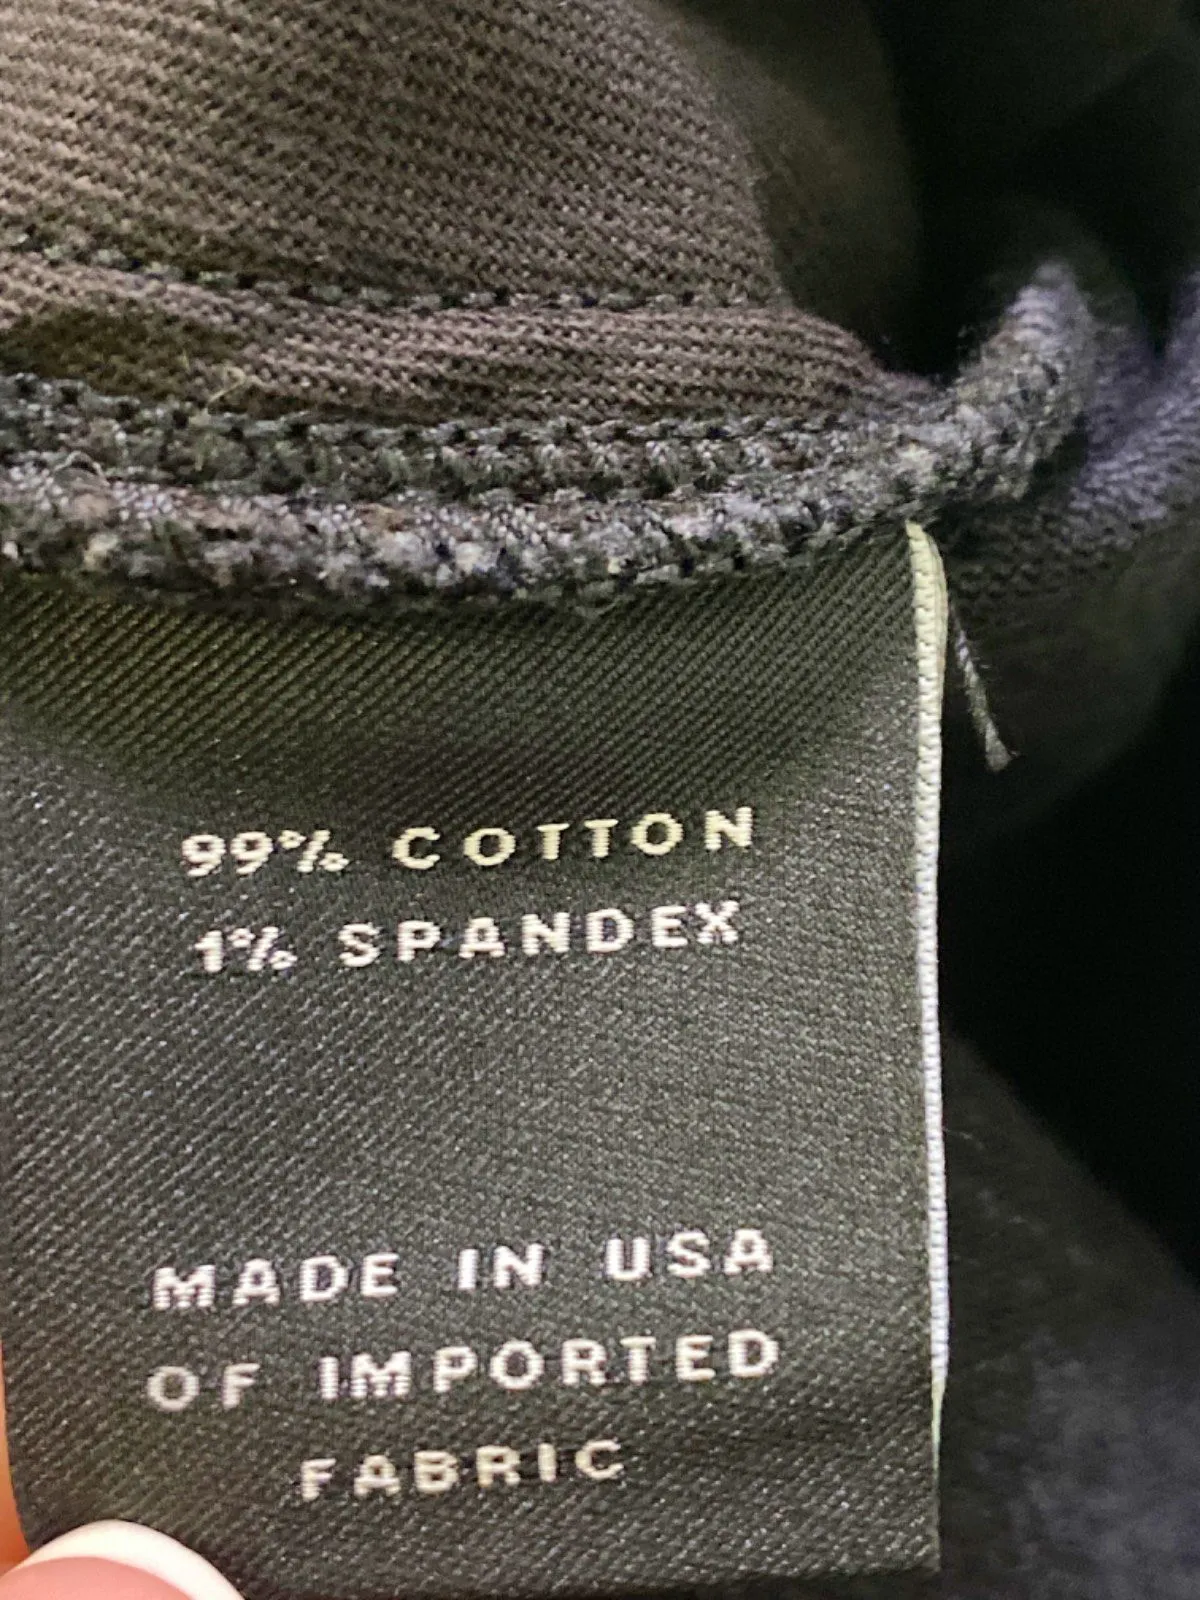 99% COTTON
1% SPANDEX
MADE IN USA
OF IMPORTED
FABRIC